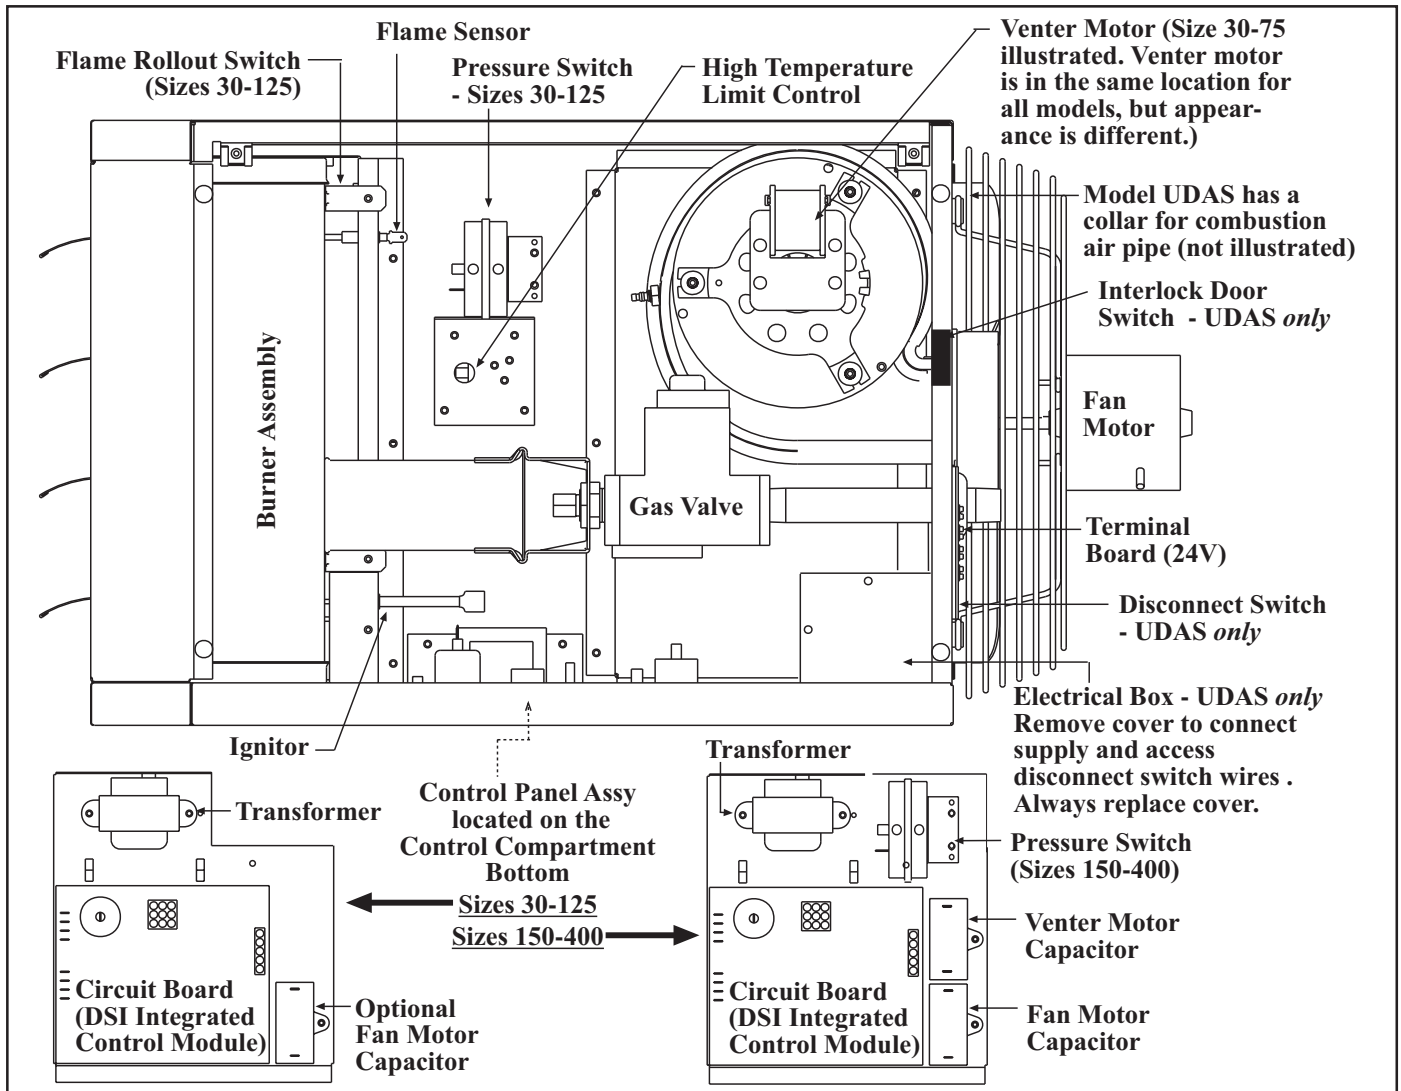 Flame Sensor
Flame Rollout Switch
(Sizes 30-125)
Pressure Switch
- Sizes 30-125
High Temperature
Limit Control
Venter Motor (Size 30-75
illustrated. Venter motor
is in the same location for
all models, but appear-
ance is different.)
Model UDAS has a
collar for combustion
air pipe (not illustrated)
Interlock Door
Switch - UDAS only
Burner Assembly
Fan
Motor
Gas Valve
Terminal
Board (24V)
Disconnect Switch
- UDAS only
Electrical Box - UDAS only
Remove cover to connect
supply and access
disconnect switch wires .
Always replace cover.
Ignitor
Transformer
Control Panel Assy
located on the
Control Compartment
Bottom
Sizes 30-125
Sizes 150-400
Circuit Board
(DSI Integrated
Control Module)
Optional
Fan Motor
Capacitor
Transformer
Pressure Switch
(Sizes 150-400)
Venter Motor
Capacitor
Circuit Board
(DSI Integrated
Control Module)
Fan Motor
Capacitor